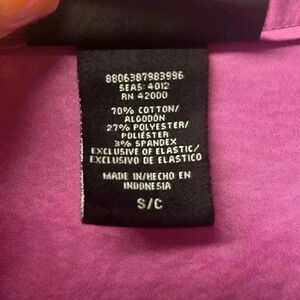 8806387983996
SEAS: 4012
RN 42000
70% COTTON/
ALGODÓN
27% POLYESTER/
POLIÉSTER
3% SPANDEX
EXCLUSIVE OF ELASTIC/
EXCLUSIVO DE ELASTICO
MADE IN/HECHO EN
INDONESIA
S/C